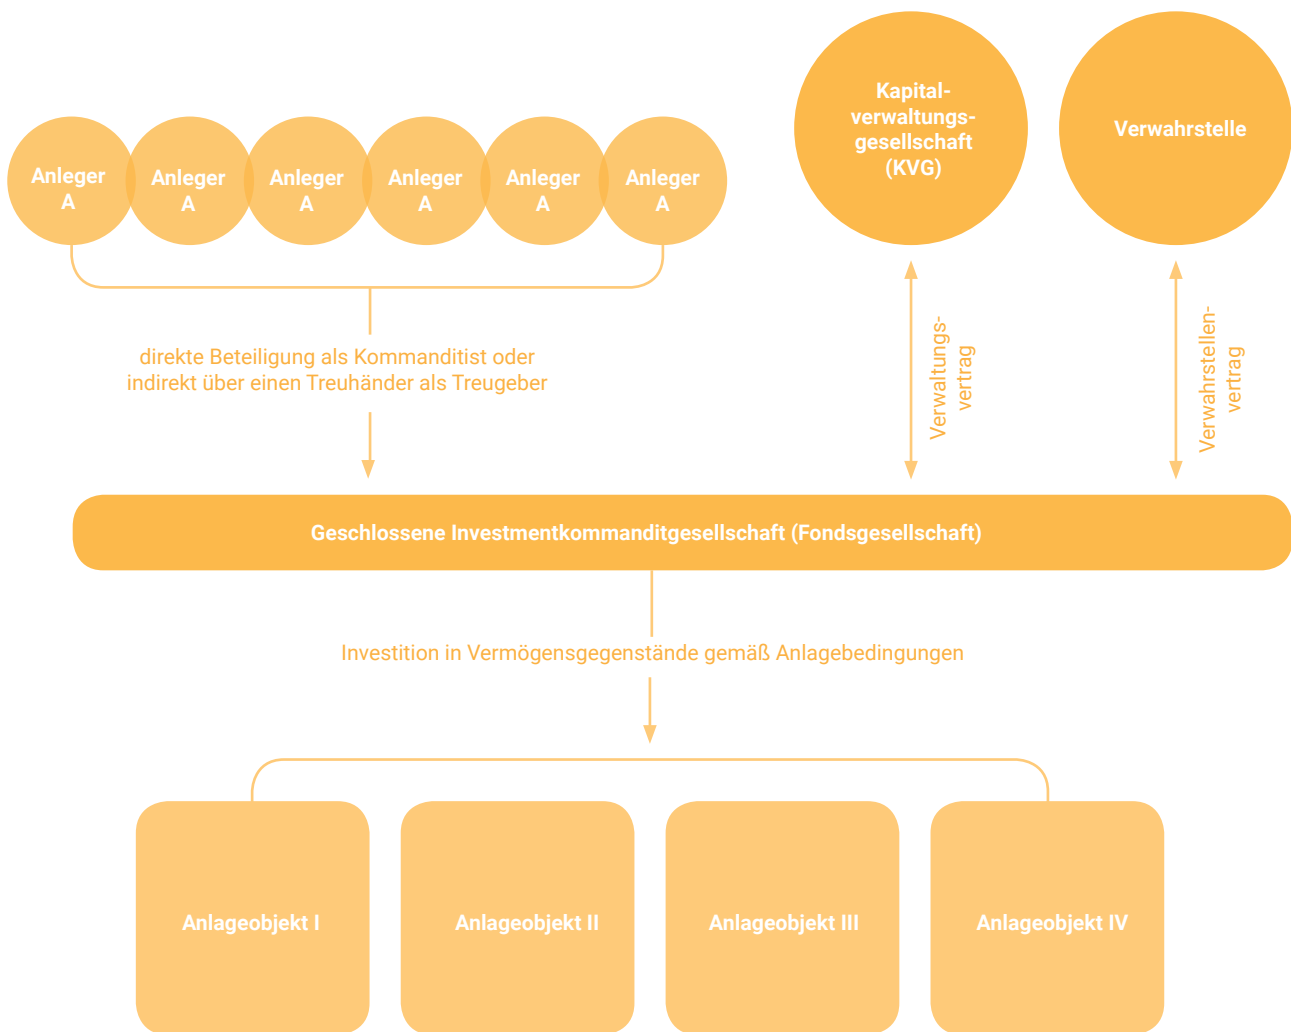 Anleger
A
Anleger
A
Anleger
A
Anleger
A
Anleger
A
Anleger
A
Kapital-
verwaltungs-
gesellschaft
(KVG)
Verwahrstelle
direkte Beteiligung als Kommanditist oder
indirekt über einen Treuhänder als Treugeber
Verwaltungs-
vertrag
Verwahrstellen-
vertrag
Geschlossene Investmentkommanditgesellschaft (Fondsgesellschaft)
Investition in Vermögensgegenstände gemäß Anlagebedingungen
Anlageobjekt I
Anlageobjekt II
Anlageobjekt III
Anlageobjekt IV